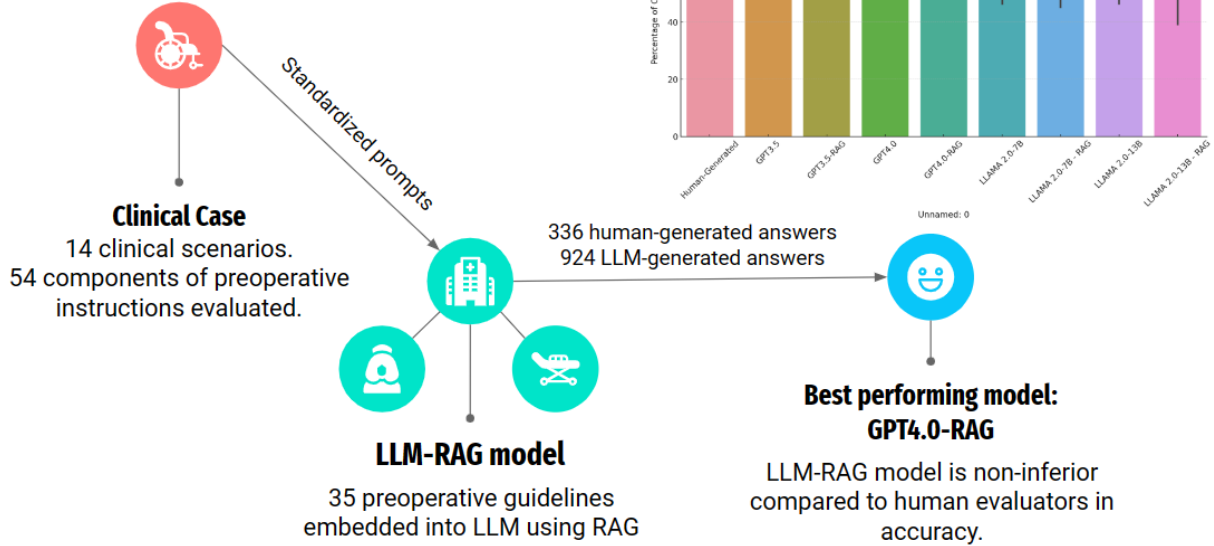 Standardized prompts
Clinical Case
14 clinical scenarios.
54 components of preoperative
instructions evaluated.
336 human-generated answers
924 LLM-generated answers
LLM-RAG model
35 preoperative guidelines
embedded into LLM using RAG
Best performing model:
GPT4.0-RAG
LLM-RAG model is non-inferior
compared to human evaluators in
accuracy.
Percentage of
40
20
0
Human-Generated
GPT3.5
GPT3.5-RAG
GPT4.0
GPT4.0-RAG
LLAMA 2.0-7B
LLAMA 2.0-7B - RAG
LLAMA 2.0-13B
LLAMA 2.0-13B - RAG
Unnamed: 0